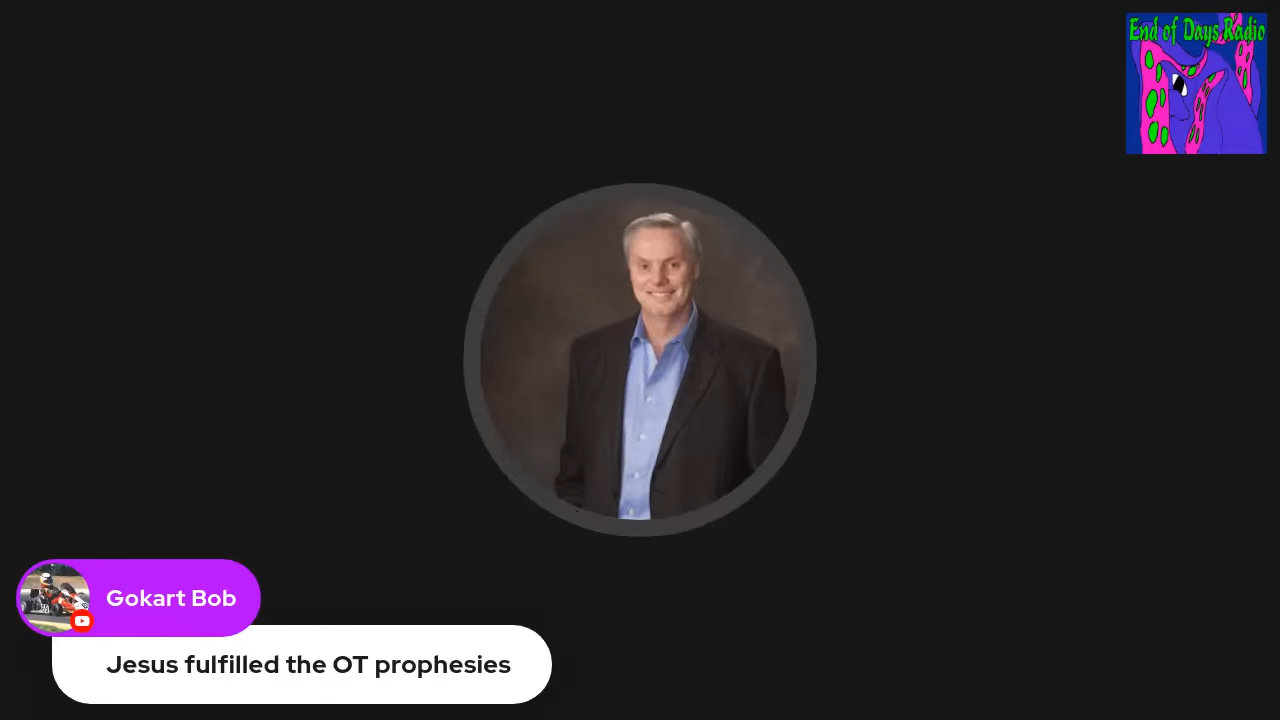 End of Days Radio
Gokart Bob
Jesus fulfilled the OT prophesies